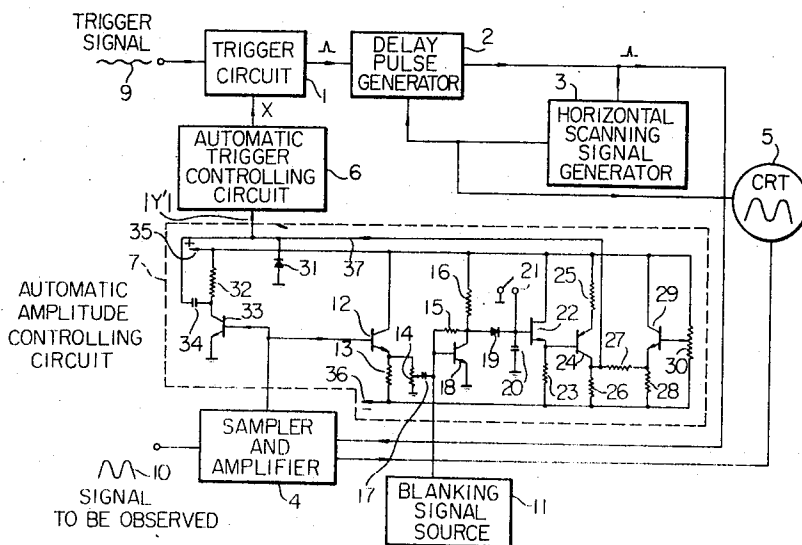 TRIGGER
SIGNAL
9
TRIGGER
CIRCUIT
1
X
DELAY
PULSE
GENERATOR
2
3
HORIZONTAL
SCANNING
SIGNAL
GENERATOR
5
CRT
AUTOMATIC
TRIGGER
CONTROLLING
CIRCUIT
6
|Y'|
35
+
7
31
37
32
33
34
AUTOMATIC
AMPLITUDE
CONTROLLING
CIRCUIT
12
13
14
15
16
17
18
19
20
21
22
23
24
25
26
27
28
29
30
36
−
SAMPLER
AND
AMPLIFIER
4
10
SIGNAL
TO BE OBSERVED
BLANKING
SIGNAL
SOURCE
11